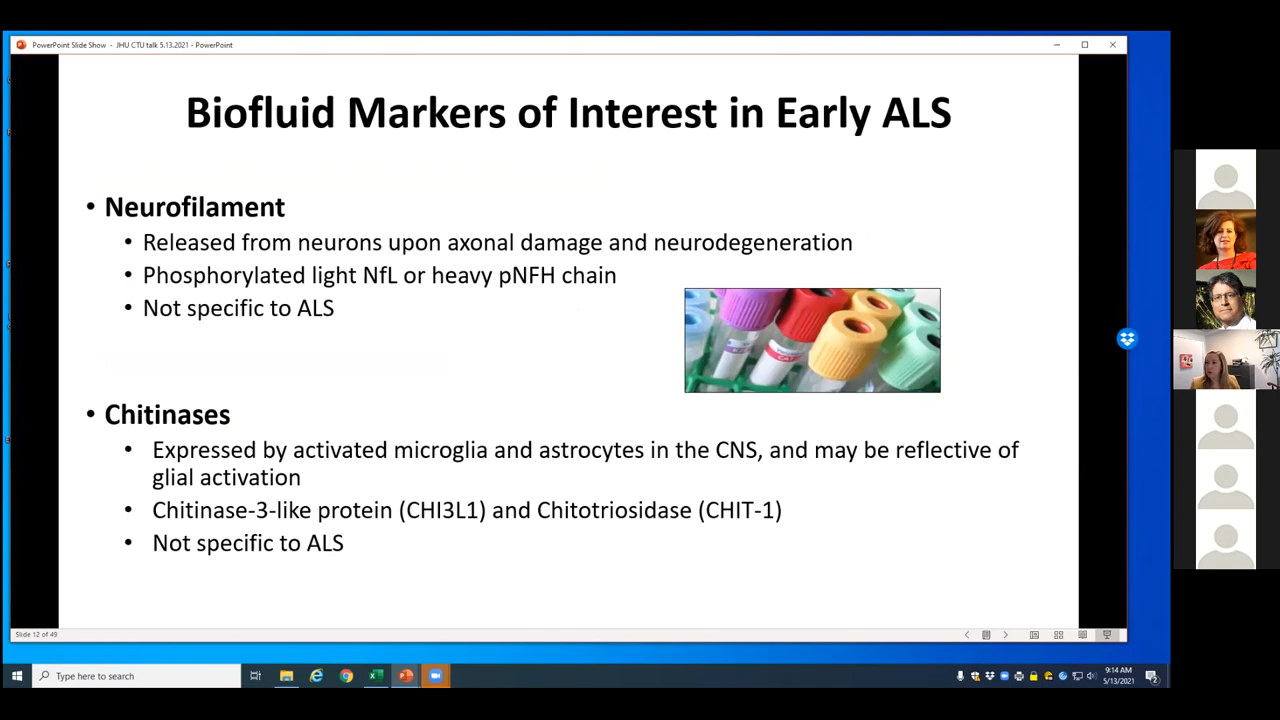 PowerPoint Slide Show - JHU CTU talk 5.13.2021 - PowerPoint
Biofluid Markers of Interest in Early ALS
• Neurofilament
• Released from neurons upon axonal damage and neurodegeneration
• Phosphorylated light NfL or heavy pNFH chain
• Not specific to ALS
• Chitinases
• Expressed by activated microglia and astrocytes in the CNS, and may be reflective of
glial activation
• Chitinase-3-like protein (CHI3L1) and Chitotriosidase (CHIT-1)
• Not specific to ALS
Slide 12 of 49
Type here to search
9:14 AM
5/13/2021
2